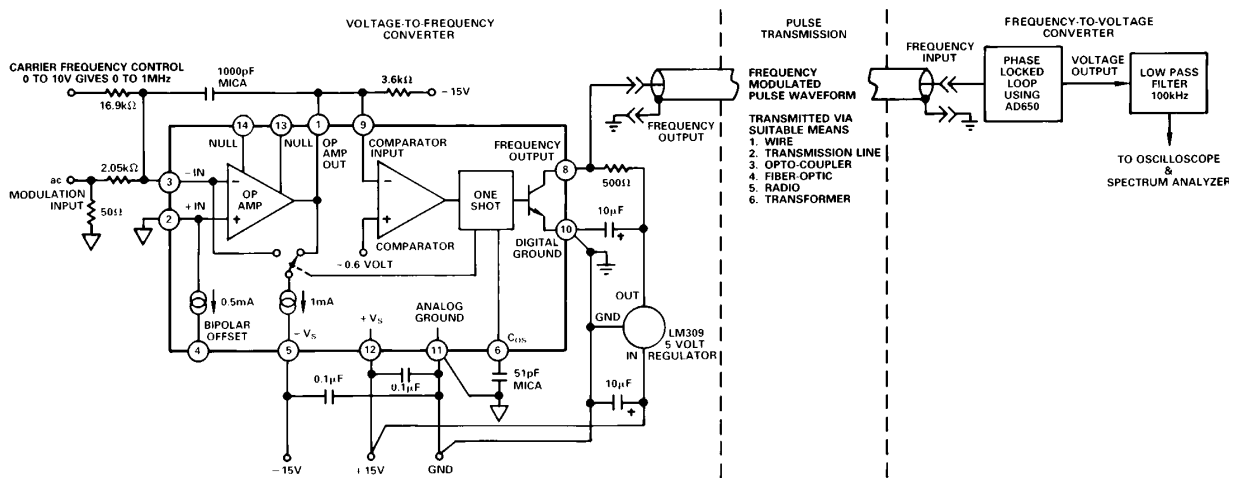 VOLTAGE-TO-FREQUENCY
CONVERTER
PULSE
TRANSMISSION
FREQUENCY-TO-VOLTAGE
CONVERTER
CARRIER FREQUENCY CONTROL
0 TO 10V GIVES 0 TO 1MHz
16.9kΩ
1000pF
MICA
3.6kΩ
-15V
14
NULL
13
NULL
1
OP
AMP
OUT
9
COMPARATOR
INPUT
FREQUENCY
OUTPUT
8
FREQUENCY OUTPUT
500Ω
ac
MODULATION
INPUT
2.05kΩ
50Ω
3
-IN
2
+IN
-
OP
AMP
+
-
+
COMPARATOR
-0.6 VOLT
ONE
SHOT
DIGITAL
GROUND
10
10μF
+
0.5mA
BIPOLAR
OFFSET
4
1mA
-VS
5
+VS
12
ANALOG
GROUND
11
COS
6
51pF
MICA
0.1μF
0.1μF
OUT
GND
IN
LM309
5 VOLT
REGULATOR
10μF
+
-15V
+15V
GND
FREQUENCY
MODULATED
PULSE WAVEFORM
TRANSMITTED VIA
SUITABLE MEANS
1. WIRE
2. TRANSMISSION LINE
3. OPTO-COUPLER
4. FIBER-OPTIC
5. RADIO
6. TRANSFORMER
FREQUENCY
INPUT
PHASE
LOCKED
LOOP
USING
AD650
VOLTAGE
OUTPUT
LOW PASS
FILTER
100kHz
TO OSCILLOSCOPE
&
SPECTRUM ANALYZER